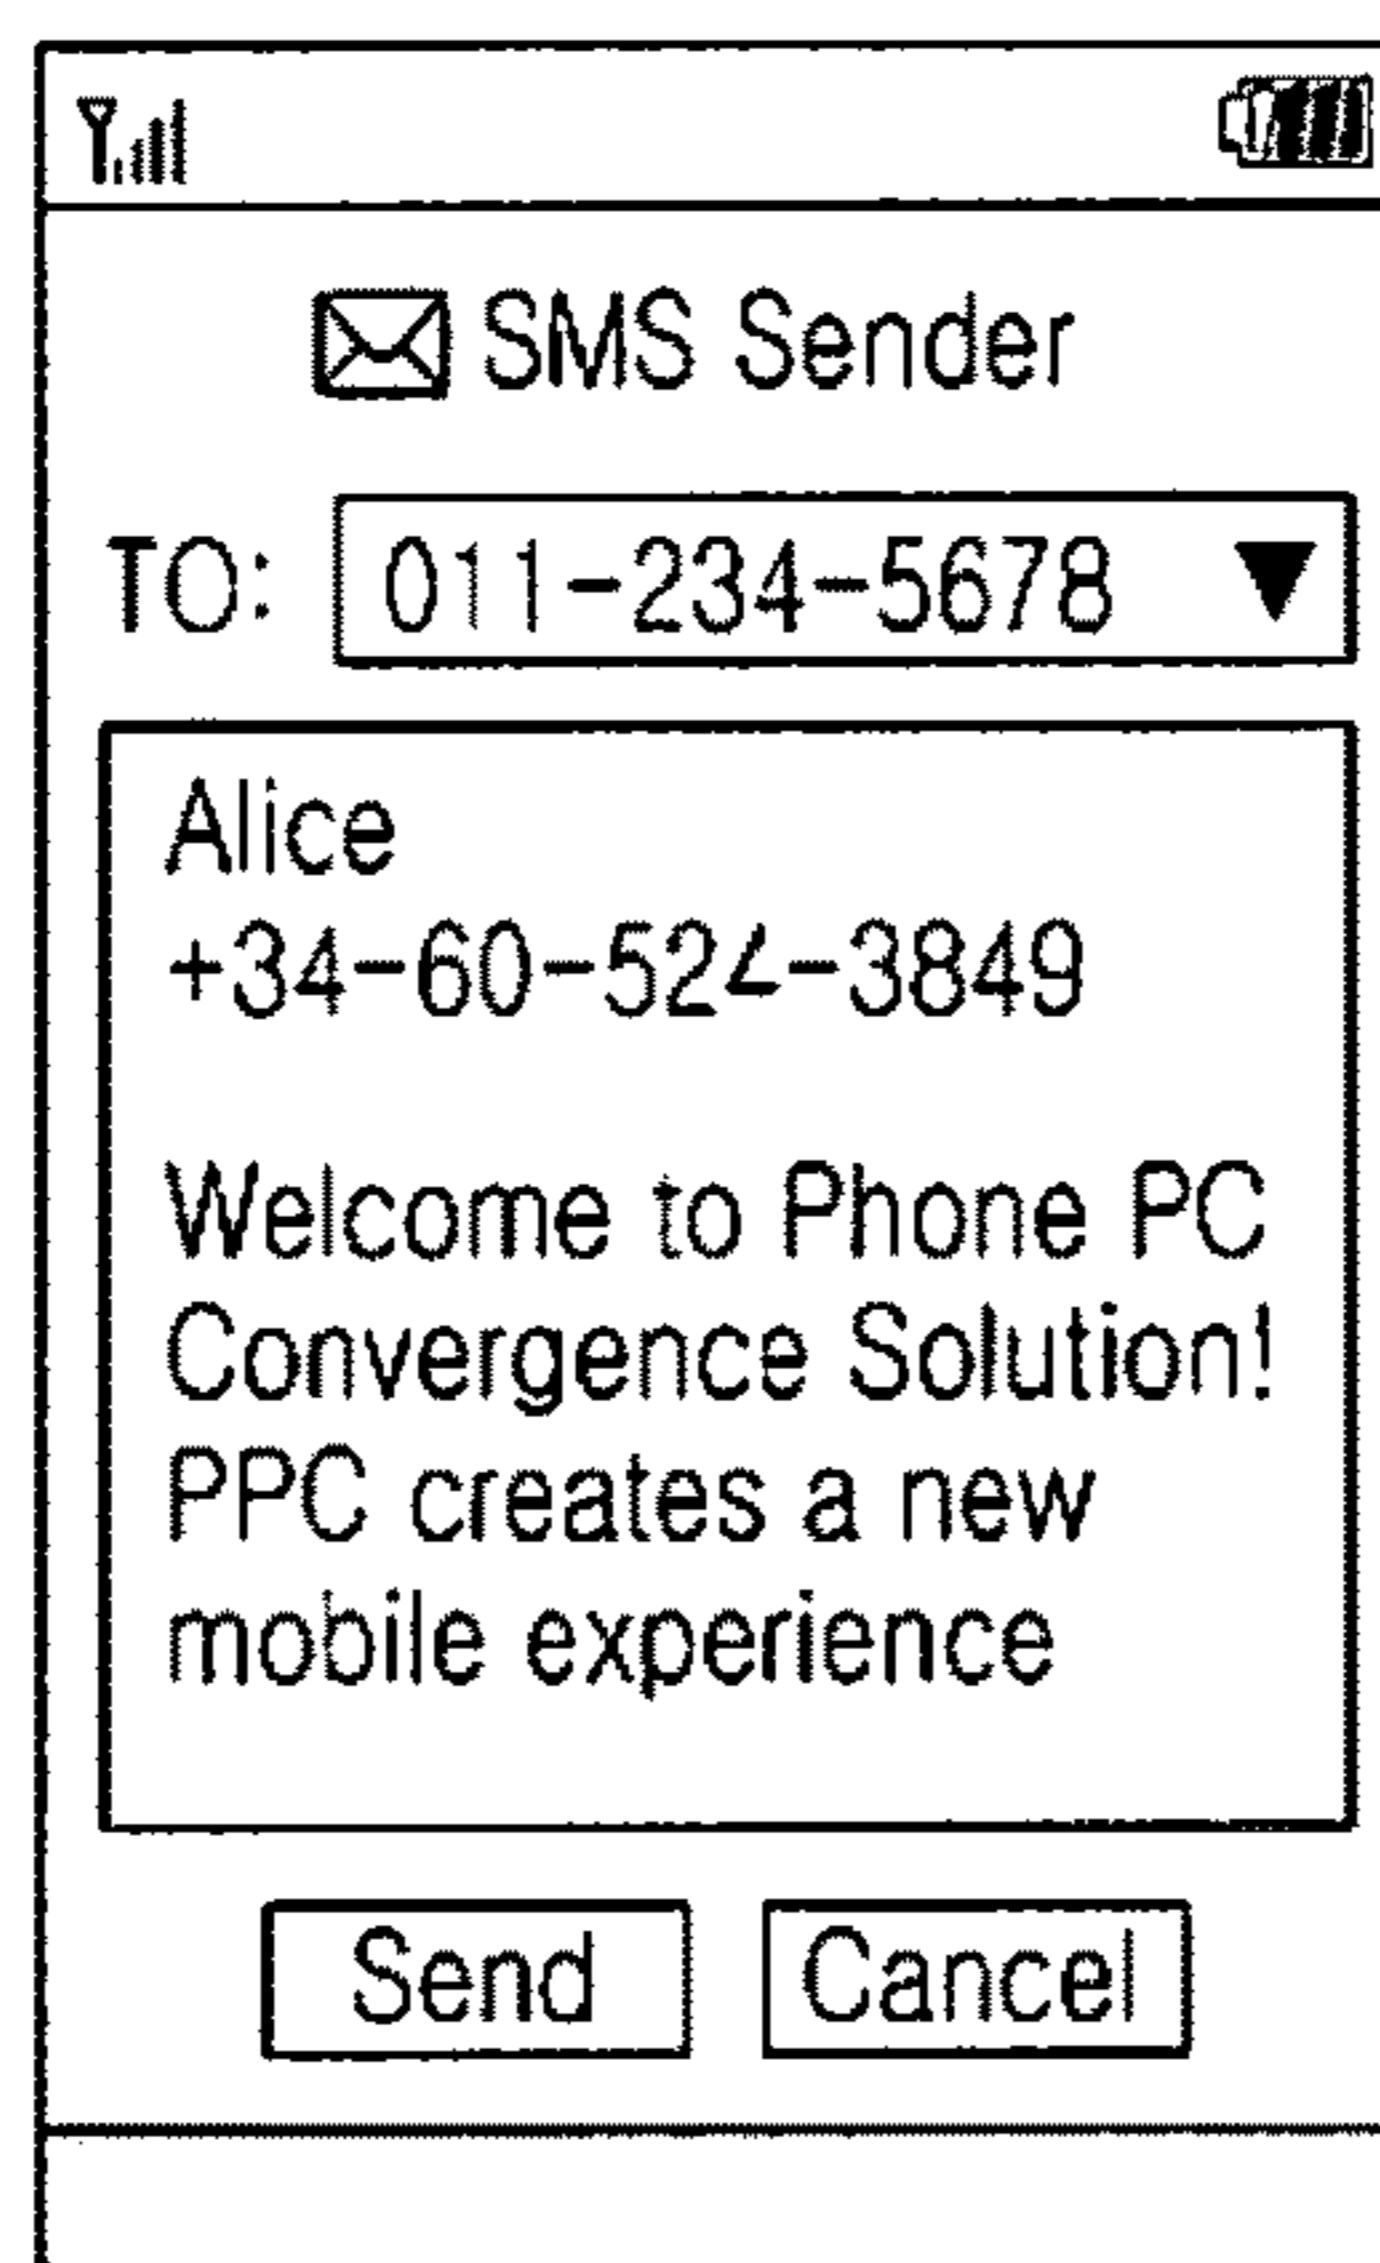 SMS Sender
TO: 011-234-5678
Alice
+34-60-524-3849
Welcome to Phone PC
Convergence Solution!
PPC creates a new
mobile experience
Send Cancel